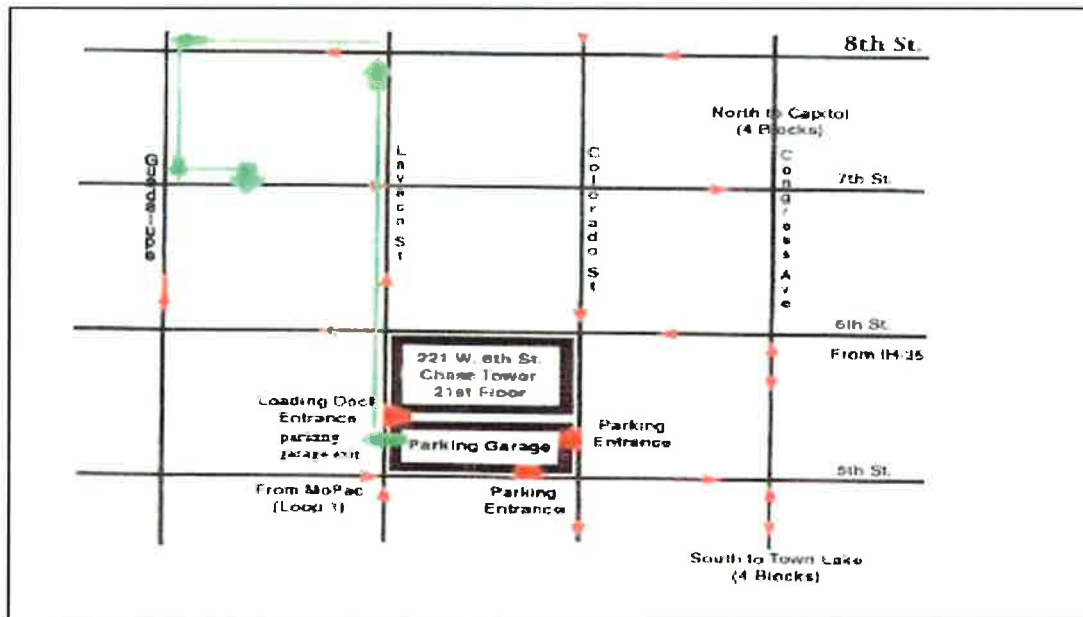 8th St.
North to Capitol
(4 Blocks)
Guadalupe
Lavaca St
Colorado St
Congress Ave
7th St.
6th St.
From IH-35
221 W. 6th St.
Chase Tower
21st Floor
Loading Dock
Entrance
parking
garage exit
Parking Garage
Parking
Entrance
5th St.
From MoPac
(Loop 1)
Parking
Entrance
South to Town Lake
(4 Blocks)